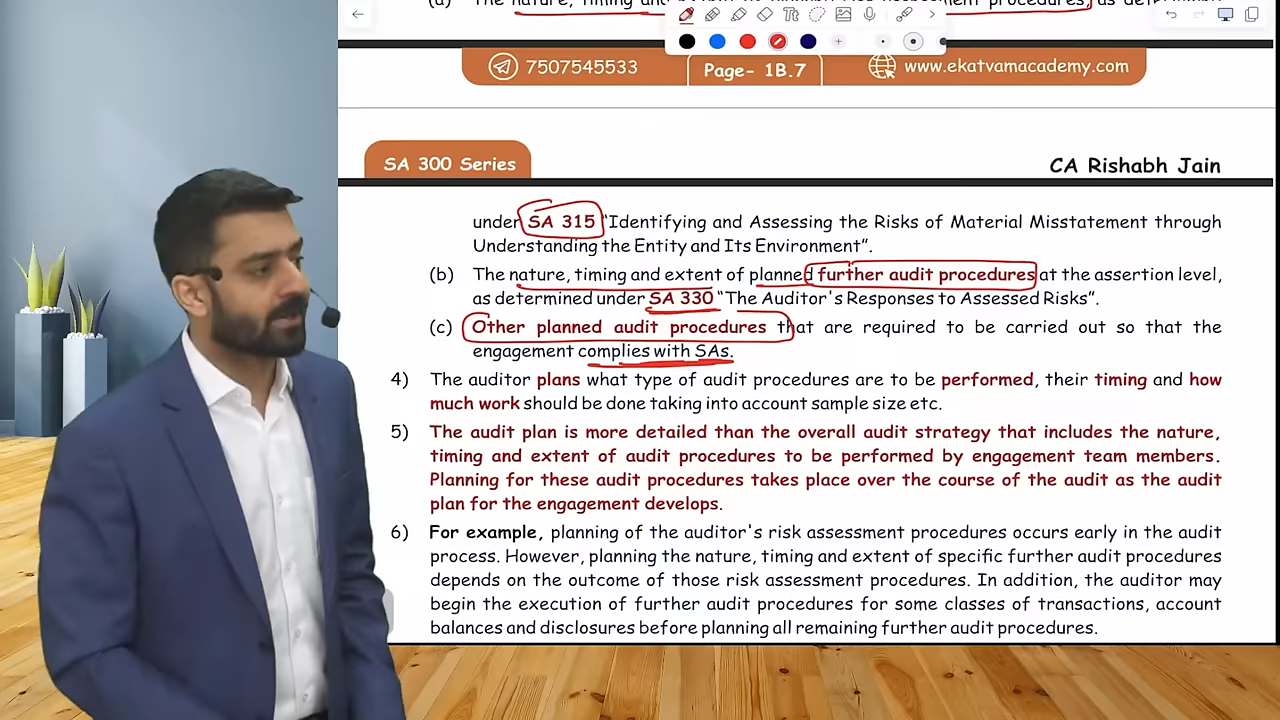 (a) The nature, timing and extent of
procedures, as determined
7507545533
Page- 1B.7
www.ekatvamacademy.com
SA 300 Series
CA Rishabh Jain
under SA 315 "Identifying and Assessing the Risks of Material Misstatement through
Understanding the Entity and Its Environment".
(b) The nature, timing and extent of planned further audit procedures at the assertion level,
as determined under SA 330 "The Auditor's Responses to Assessed Risks".
(c) Other planned audit procedures that are required to be carried out so that the
engagement complies with SAs.
4) The auditor plans what type of audit procedures are to be performed, their timing and how
much work should be done taking into account sample size etc.
5) The audit plan is more detailed than the overall audit strategy that includes the nature,
timing and extent of audit procedures to be performed by engagement team members.
Planning for these audit procedures takes place over the course of the audit as the audit
plan for the engagement develops.
6) For example, planning of the auditor's risk assessment procedures occurs early in the audit
process. However, planning the nature, timing and extent of specific further audit procedures
depends on the outcome of those risk assessment procedures. In addition, the auditor may
begin the execution of further audit procedures for some classes of transactions, account
balances and disclosures before planning all remaining further audit procedures.